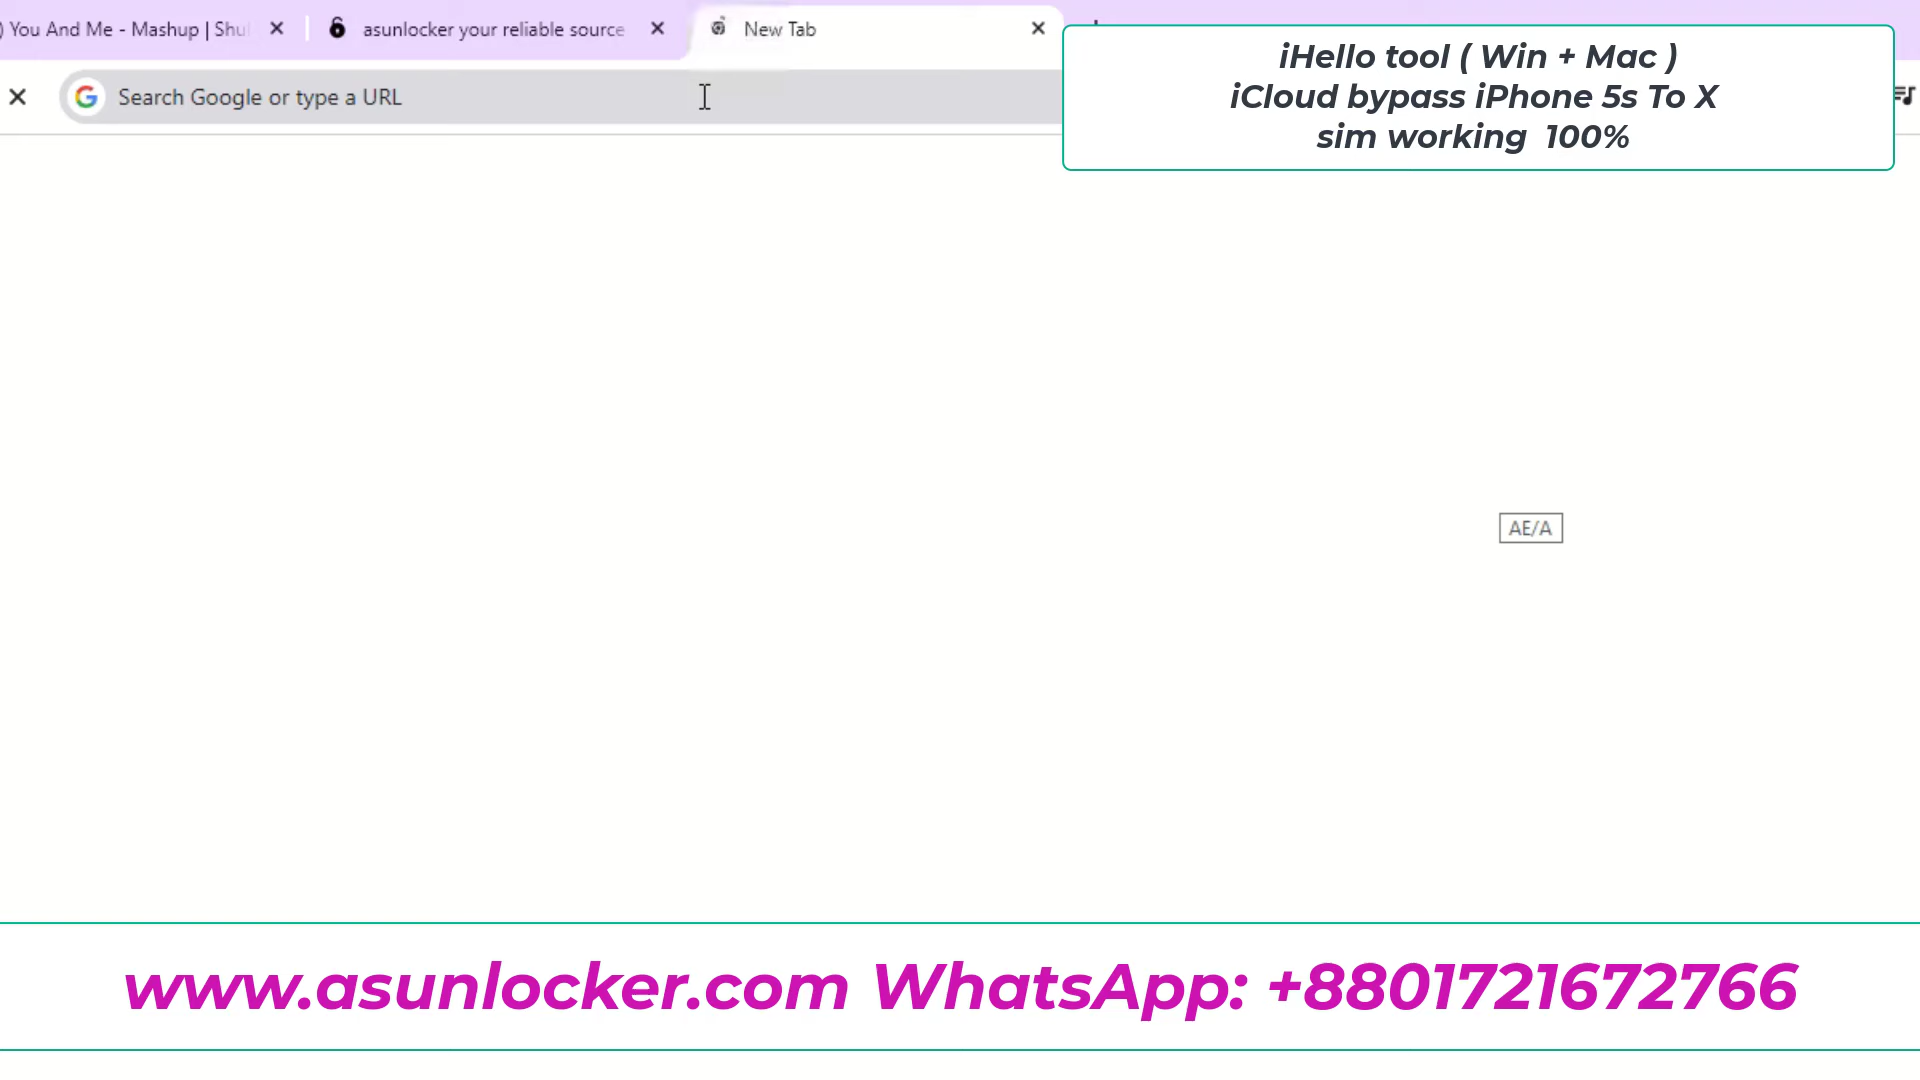 ) You And Me - Mashup | Shu
asunlocker your reliable source
New Tab
Search Google or type a URL
iHello tool ( Win + Mac )
iCloud bypass iPhone 5s To X
sim working 100%
AE/A
www.asunlocker.com WhatsApp: +8801721672766